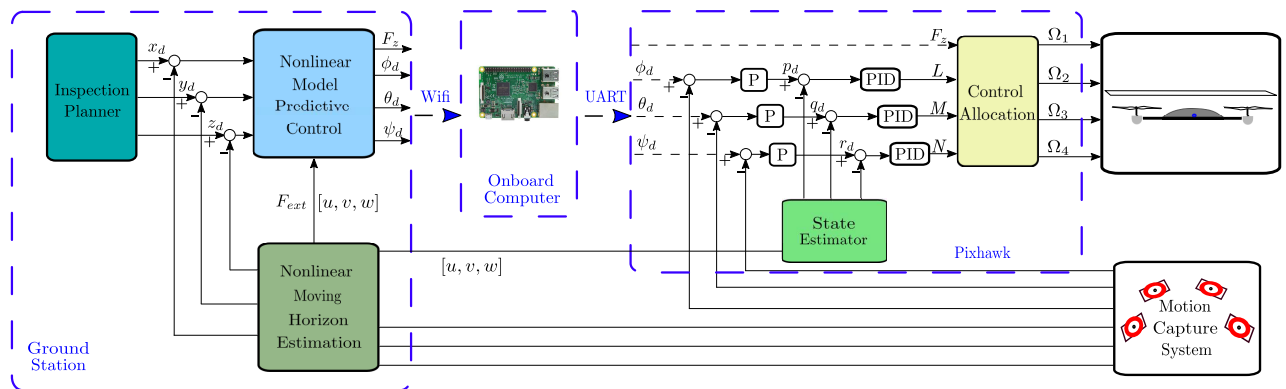 Inspection
Planner
x_d
+
−
y_d
+
−
z_d
+
−
Nonlinear
Model
Predictive
Control
F_z
ϕ_d
θ_d
ψ_d
Wifi
Onboard
Computer
UART
F_z
ϕ_d
+
−
P
p_d
+
−
PID
L
θ_d
+
−
P
q_d
+
−
PID
M
ψ_d
+
−
P
r_d
+
−
PID
N
Control
Allocation
Ω_1
Ω_2
Ω_3
Ω_4
State
Estimator
Pixhawk
F_ext [u, v, w]
[u, v, w]
Nonlinear
Moving
Horizon
Estimation
Ground
Station
Motion
Capture
System